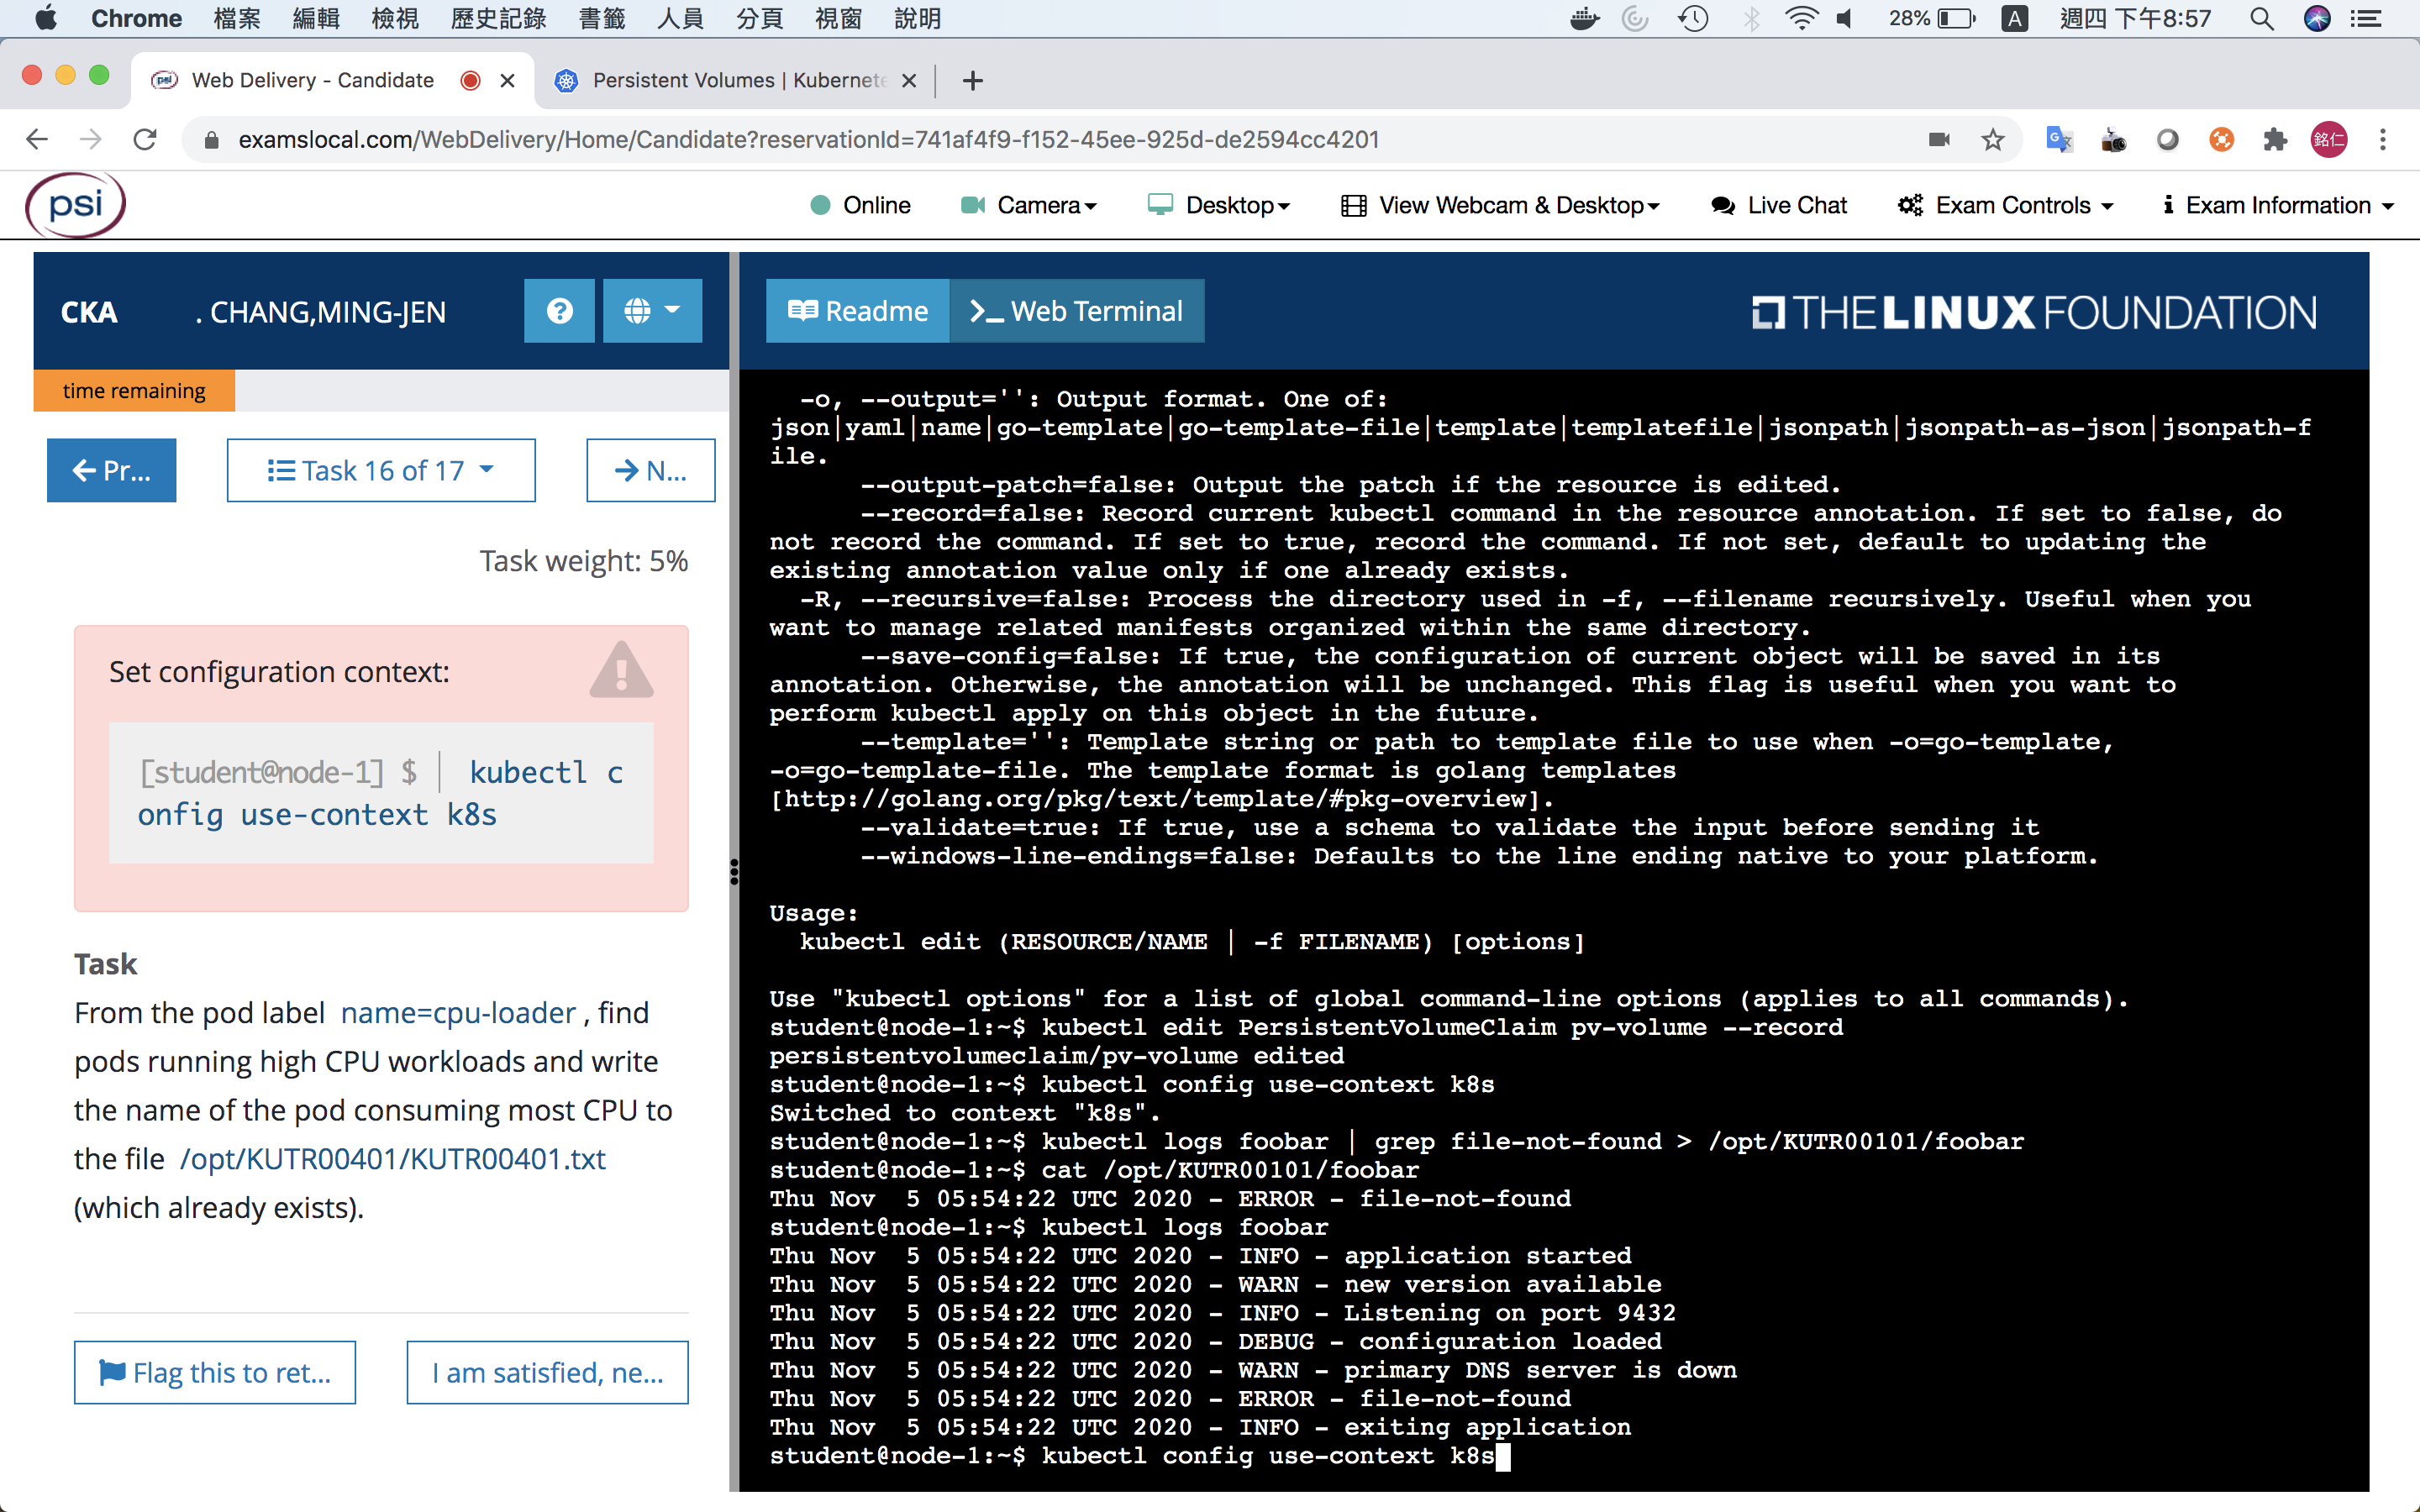 Chrome 檔案 編輯 檢視 歷史記錄 書籤 人員 分頁 視窗 說明 28% A 週四 下午8:57
psi Web Delivery - Candidate Persistent Volumes | Kubernete
examslocal.com/WebDelivery/Home/Candidate?reservationId=741af4f9-f152-45ee-925d-de2594cc4201 銘仁
psi Online Camera Desktop View Webcam & Desktop Live Chat Exam Controls Exam Information
CKA . CHANG,MING-JEN
time remaining
Pr...
Task 16 of 17
N...
Task weight: 5%
Set configuration context:
[student@node-1] $ | kubectl c
onfig use-context k8s
Task
From the pod label name=cpu-loader , find
pods running high CPU workloads and write
the name of the pod consuming most CPU to
the file /opt/KUTR00401/KUTR00401.txt
(which already exists).
Flag this to ret...
I am satisfied, ne...
Readme
Web Terminal
THE LINUX FOUNDATION
-o, --output='': Output format. One of:
json|yaml|name|go-template|go-template-file|template|templatefile|jsonpath|jsonpath-as-json|jsonpath-f
ile.
--output-patch=false: Output the patch if the resource is edited.
--record=false: Record current kubectl command in the resource annotation. If set to false, do
not record the command. If set to true, record the command. If not set, default to updating the
existing annotation value only if one already exists.
-R, --recursive=false: Process the directory used in -f, --filename recursively. Useful when you
want to manage related manifests organized within the same directory.
--save-config=false: If true, the configuration of current object will be saved in its
annotation. Otherwise, the annotation will be unchanged. This flag is useful when you want to
perform kubectl apply on this object in the future.
--template='': Template string or path to template file to use when -o=go-template,
-o=go-template-file. The template format is golang templates
[http://golang.org/pkg/text/template/#pkg-overview].
--validate=true: If true, use a schema to validate the input before sending it
--windows-line-endings=false: Defaults to the line ending native to your platform.
Usage:
kubectl edit (RESOURCE/NAME | -f FILENAME) [options]
Use "kubectl options" for a list of global command-line options (applies to all commands).
student@node-1:~$ kubectl edit PersistentVolumeClaim pv-volume --record
persistentvolumeclaim/pv-volume edited
student@node-1:~$ kubectl config use-context k8s
Switched to context "k8s".
student@node-1:~$ kubectl logs foobar | grep file-not-found > /opt/KUTR00101/foobar
student@node-1:~$ cat /opt/KUTR00101/foobar
Thu Nov  5 05:54:22 UTC 2020 - ERROR - file-not-found
student@node-1:~$ kubectl logs foobar
Thu Nov  5 05:54:22 UTC 2020 - INFO - application started
Thu Nov  5 05:54:22 UTC 2020 - WARN - new version available
Thu Nov  5 05:54:22 UTC 2020 - INFO - Listening on port 9432
Thu Nov  5 05:54:22 UTC 2020 - DEBUG - configuration loaded
Thu Nov  5 05:54:22 UTC 2020 - WARN - primary DNS server is down
Thu Nov  5 05:54:22 UTC 2020 - ERROR - file-not-found
Thu Nov  5 05:54:22 UTC 2020 - INFO - exiting application
student@node-1:~$ kubectl config use-context k8s